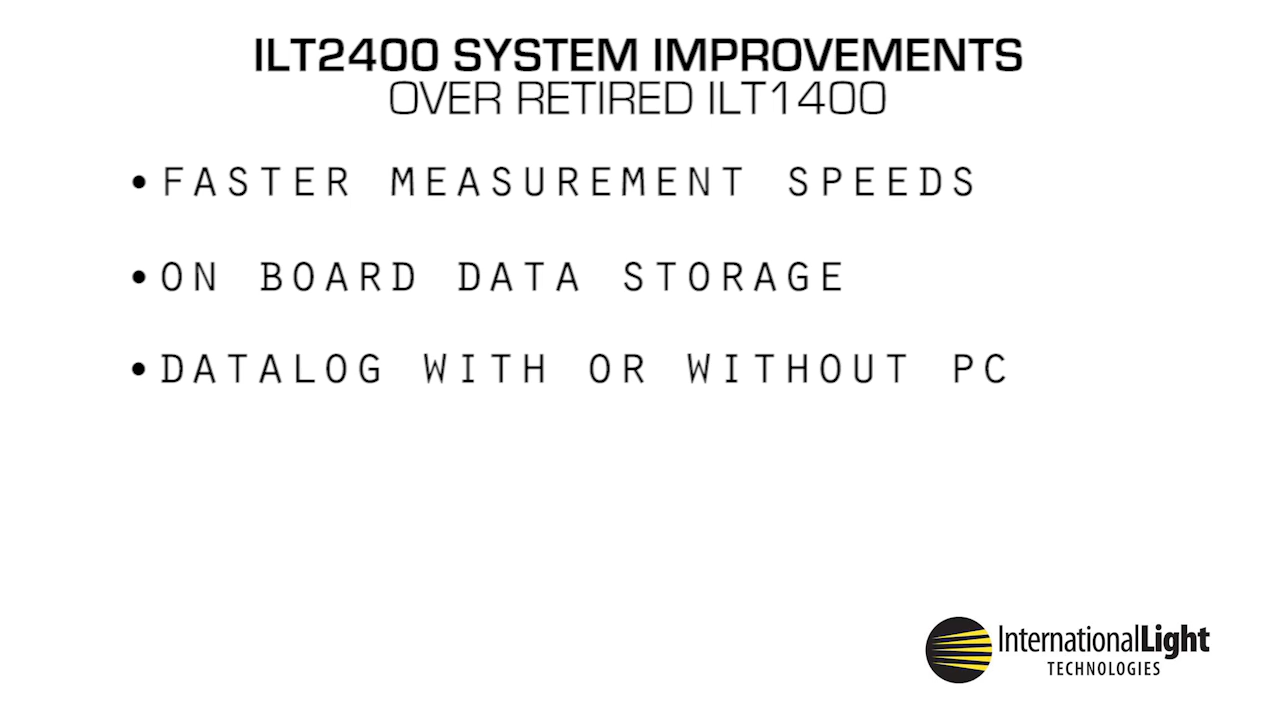 ILT2400 SYSTEM IMPROVEMENTS
OVER RETIRED ILT1400
•FASTER MEASUREMENT SPEEDS
•ON BOARD DATA STORAGE
•DATALOG WITH OR WITHOUT PC
InternationalLight
TECHNOLOGIES